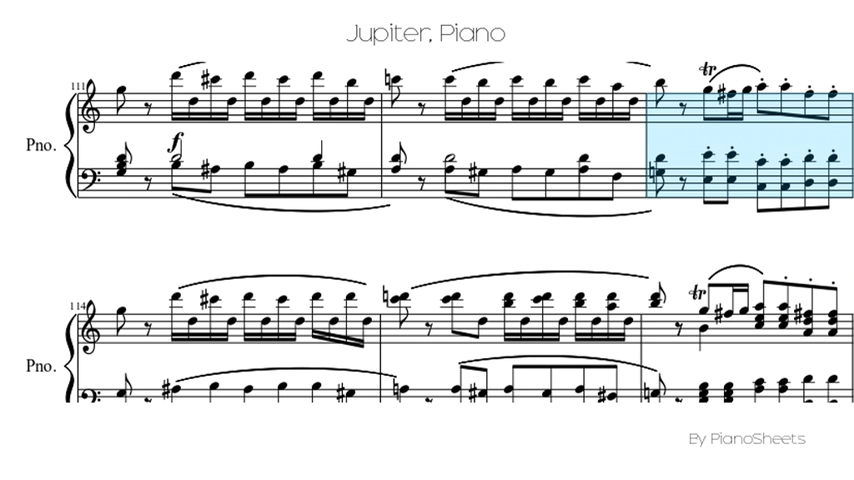 Jupiter, Piano
111
tr
Pno.
f
114
tr
Pno.
By PianoSheets